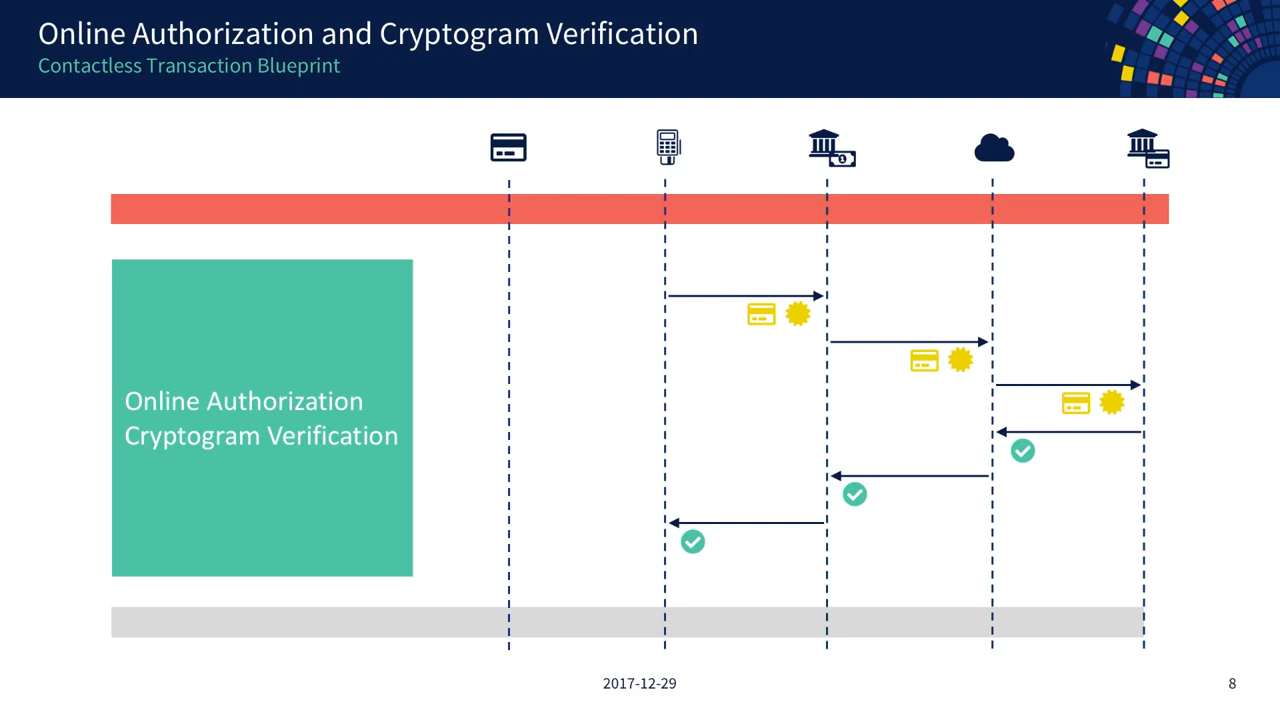 Online Authorization and Cryptogram Verification
Contactless Transaction Blueprint
Online Authorization
Cryptogram Verification
2017-12-29
8